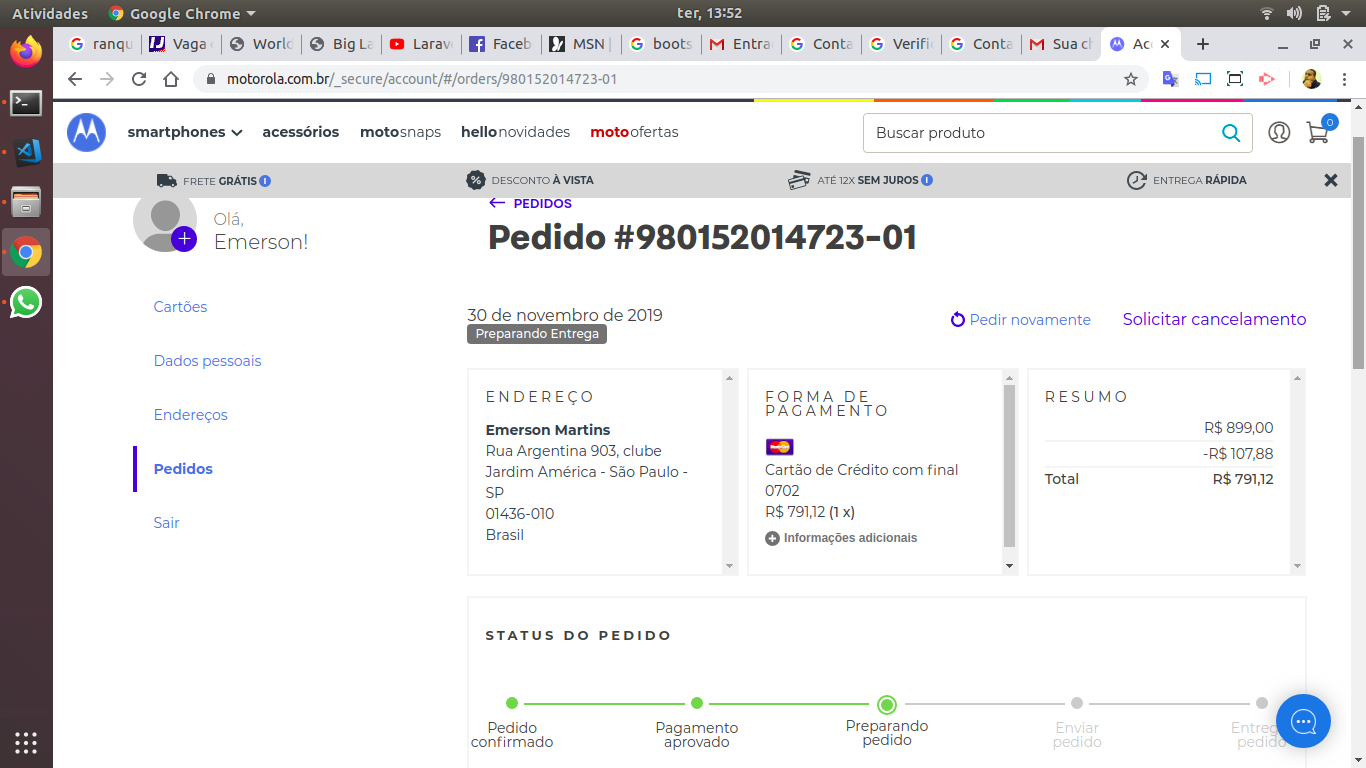 Atividades Google Chrome ter, 13:52
ranqu Vaga World Big La Larav Faceb MSN | boots Entra Conta Verifi Conta Sua ch Acc
motorola.com.br/_secure/account/#/orders/980152014723-01
smartphones acessórios motosnaps hellonovidades motoofertas Buscar produto 0
FRETE GRÁTIS DESCONTO À VISTA ATÉ 12X SEM JUROS ENTREGA RÁPIDA
Olá,
Emerson!
PEDIDOS
Pedido #980152014723-01
Cartões
Dados pessoais
Endereços
Pedidos
Sair
30 de novembro de 2019
Preparando Entrega
Pedir novamente Solicitar cancelamento
ENDEREÇO
Emerson Martins
Rua Argentina 903, clube
Jardim América - São Paulo -
SP
01436-010
Brasil
FORMA DE
PAGAMENTO
Cartão de Crédito com final
0702
R$ 791,12 (1 x)
Informações adicionais
RESUMO
R$ 899,00
-R$ 107,88
Total R$ 791,12
STATUS DO PEDIDO
Pedido
confirmado
Pagamento
aprovado
Preparando
pedido
Enviar
pedido
Entreg
pedido